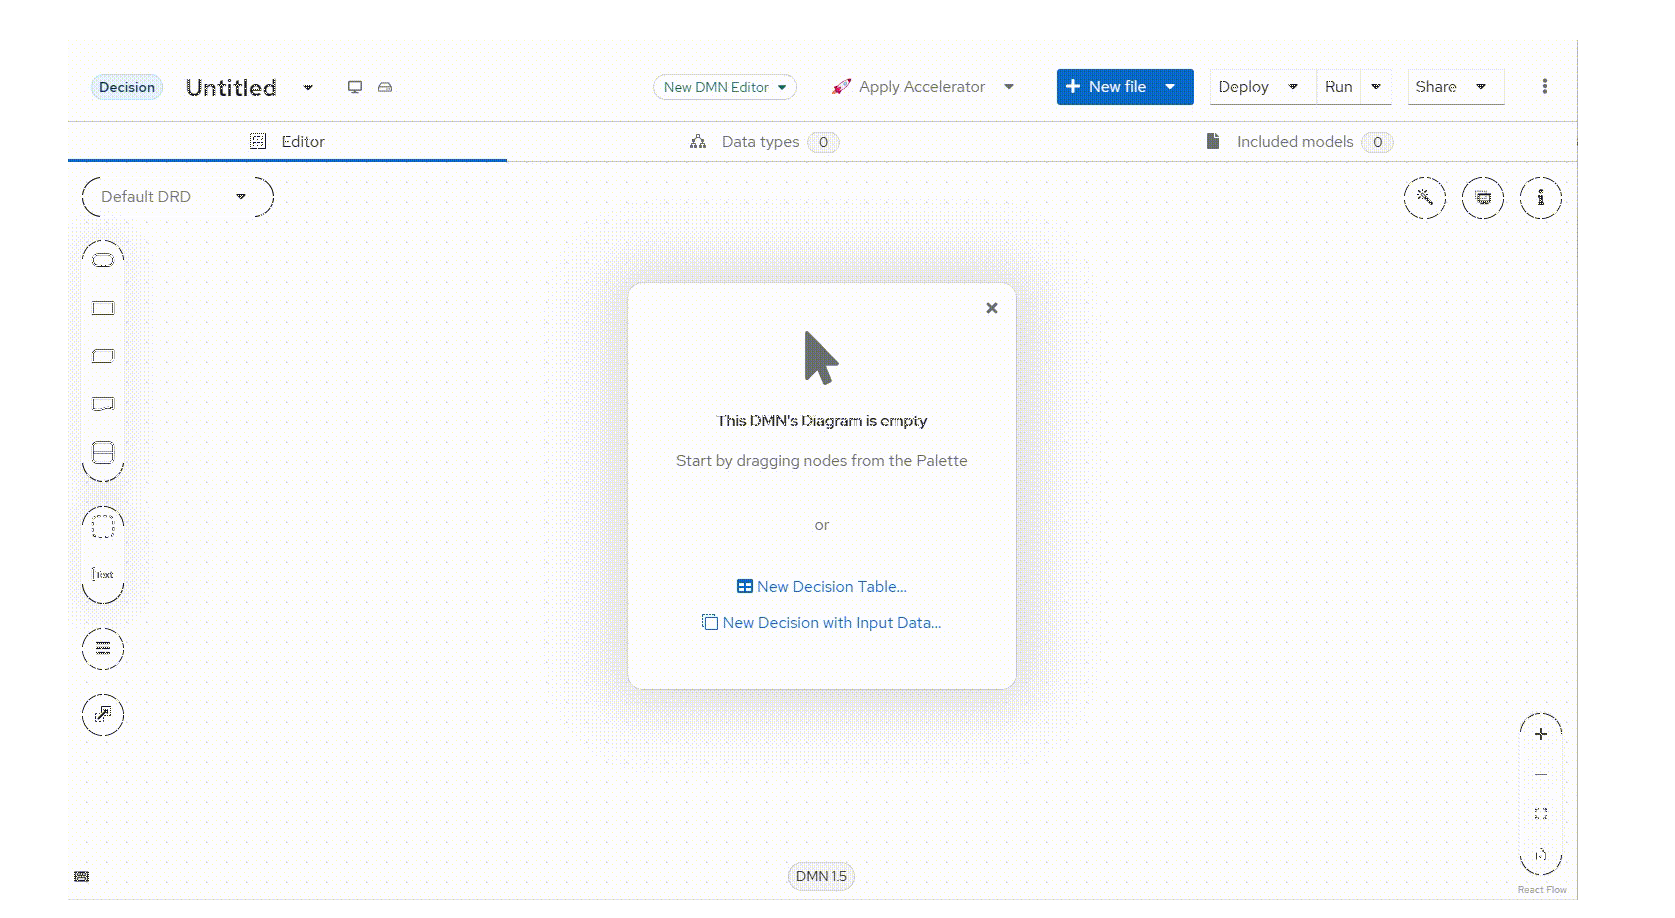 Decision Untitled New DMN Editor Apply Accelerator New file Deploy Run Share
Editor Data types 0 Included models 0
Default DRD
This DMN's Diagram is empty
Start by dragging nodes from the Palette
or
Text
New Decision Table...
New Decision with Input Data...
DMN 1.5
React Flow